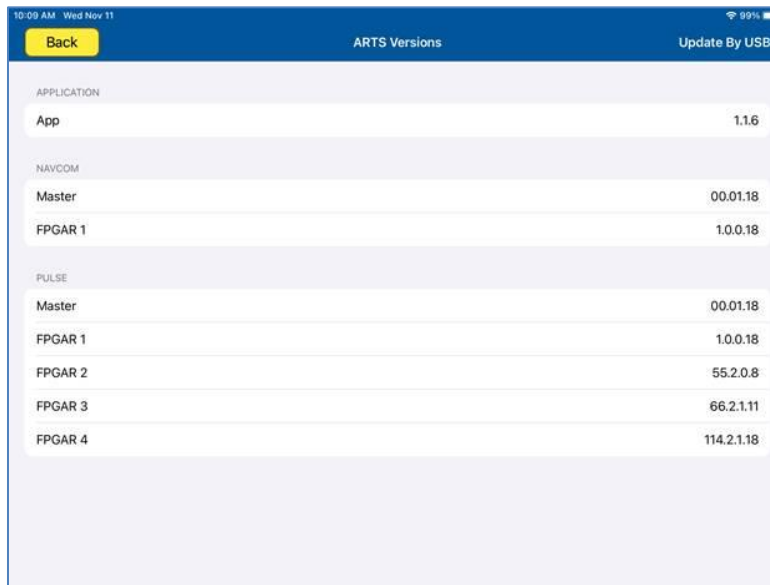 10:09 AM Wed Nov 11 99%
Back ARTS Versions Update By USB
APPLICATION
App 1.1.6
NAVCOM
Master 00.01.18
FPGAR 1 1.0.0.18
PULSE
Master 00.01.18
FPGAR 1 1.0.0.18
FPGAR 2 55.2.0.8
FPGAR 3 66.2.1.11
FPGAR 4 114.2.1.18